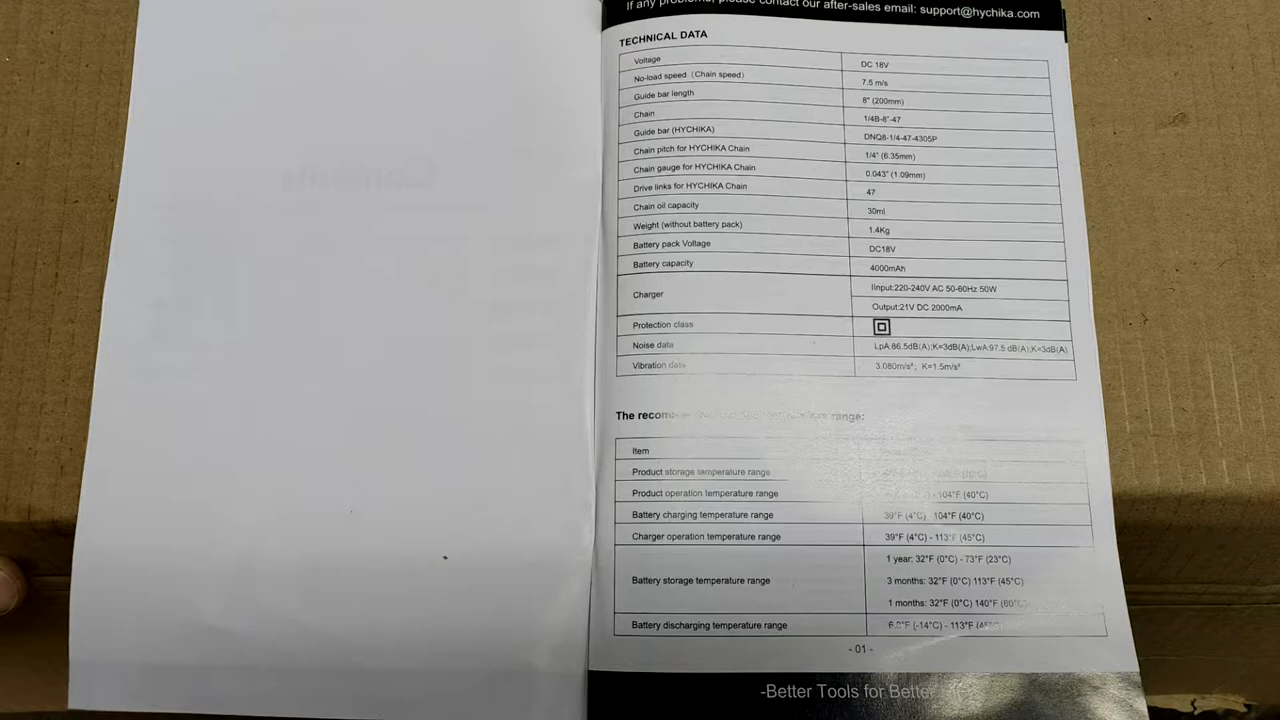 If any problems, please contact our after-sales email: support@hychika.com
TECHNICAL DATA
Voltage DC 18V
No-load speed (Chain speed) 7.5 m/s
Guide bar length 8" (200mm)
Chain 1/4B-8"-47
Guide bar (HYCHIKA) DNQ8-1/4-47-4305P
Chain pitch for HYCHIKA Chain 1/4" (6.35mm)
Chain gauge for HYCHIKA Chain 0.043" (1.09mm)
Drive links for HYCHIKA Chain 47
Chain oil capacity 30ml
Weight (without battery pack) 1.4Kg
Battery pack Voltage DC18V
Battery capacity 4000mAh
Charger IInput:220-240V AC 50-60Hz 50W
Output:21V DC 2000mA
Protection class
Noise data LpA:86.5dB(A);K=3dB(A);LwA:97.5 dB(A);K=3dB(A)
Vibration data 3.080m/s²; K=1.5m/s²
The range:
Item
Product storage temperature range
Product operation temperature range - 104°F (40°C)
Battery charging temperature range 39°F (4°C) - 104°F (40°C)
Charger operation temperature range 39°F (4°C) - 113°F (45°C)
Battery storage temperature range
1 year: 32°F (0°C) - 73°F (23°C)
3 months: 32°F (0°C) 113°F (45°C)
1 months: 32°F (0°C) 140°F (60°C)
Battery discharging temperature range (-14°C) - 113°F (45°C)
- 01 -
-Better Tools for Better